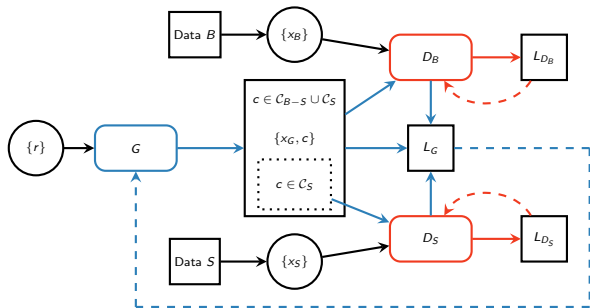 Data B
{x_B}
D_B
L_{D_B}
c ∈ C_{B−S} ∪ C_S
{r}
G
{x_G, c}
L_G
c ∈ C_S
Data S
{x_S}
D_S
L_{D_S}